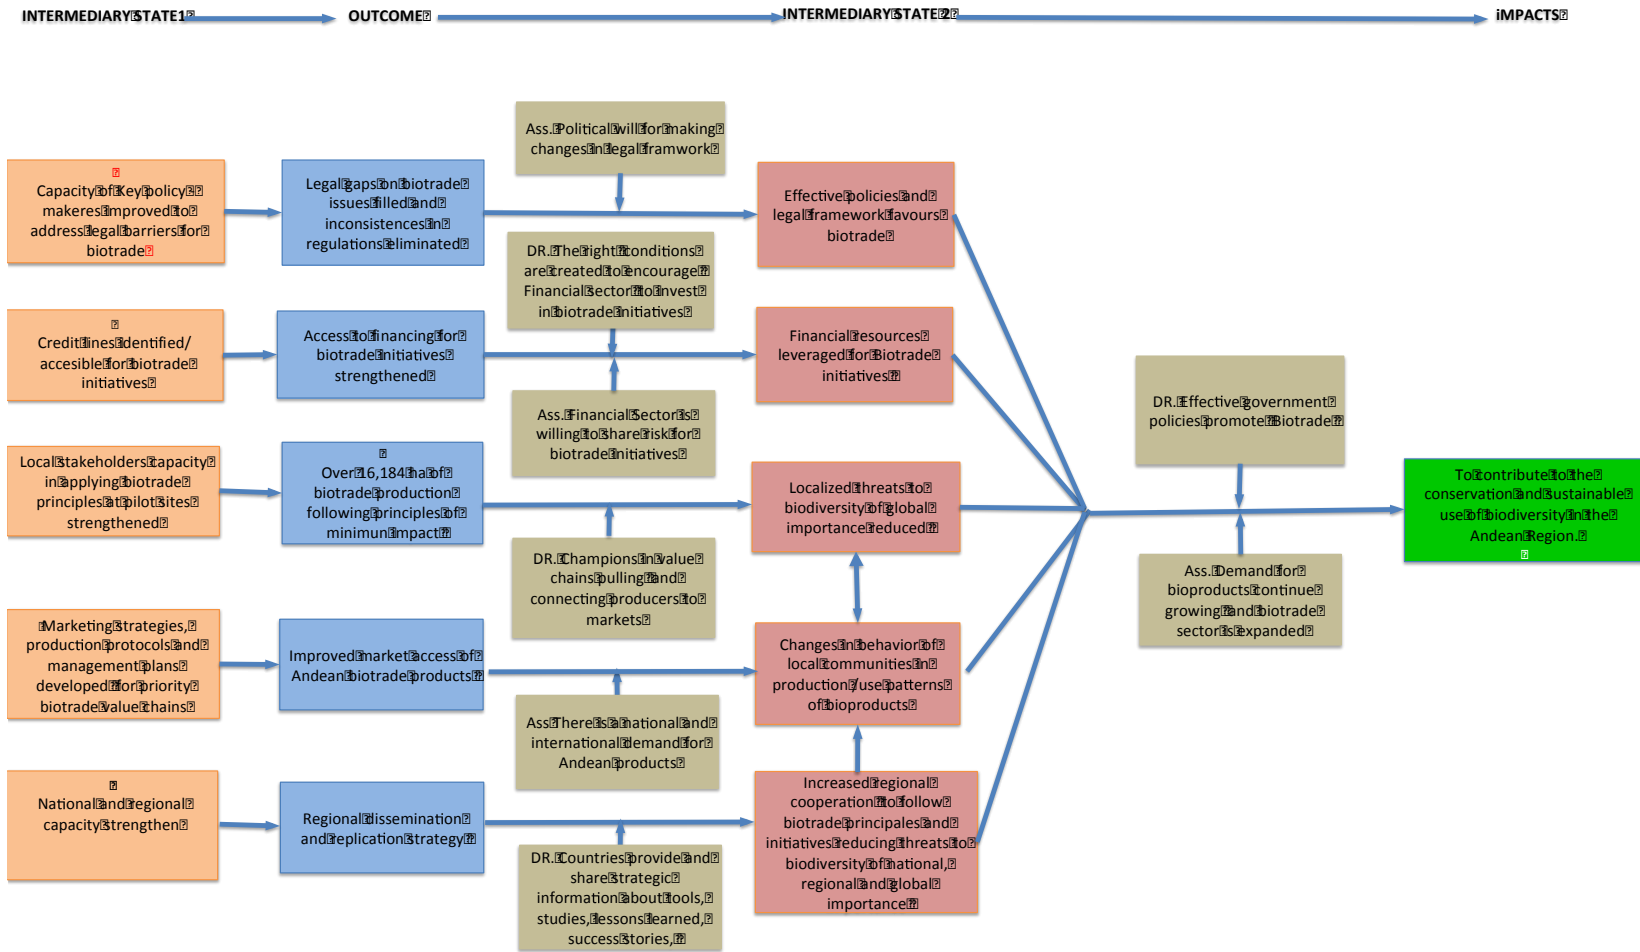 INTERMEDIARY STATE 1
OUTCOME
INTERMEDIARY STATE 2
iMPACTS
Capacity of Key policy
makeres improved to
address legal barriers for
biotrade
Legal gaps on biotrade
issues filled and
inconsistences in
regulations eliminated
Ass. Political will for making
changes in legal framwork
Effective policies and
legal framework favours
biotrade
DR. The right conditions
are created to encourage
Financial sector to invest
in biotrade initiatives
Credit lines identified/
accesible for biotrade
initiatives
Access to financing for
biotrade initiatives
strengthened
Financial resources
leveraged for Biotrade
initiatives
Ass. Financial Sector is
willing to share risk for
biotrade initiatives
Local stakeholders capacity
in applying biotrade
principles at pilot sites
strengthened
Over 16,184 ha of
biotrade production
following principles of
minimun impact
Localized threats to
biodiversity of global
importance reduced
DR. Champions in value
chains pulling and
connecting producers to
markets
Marketing strategies,
production protocols and
management plans
developed for priority
biotrade value chains
Improved market access of
Andean biotrade products
Changes in behavior of
local communities in
production /use patterns
of bioproducts
Ass There is a national and
international demand for
Andean products
National and regional
capacity strengthen
Regional dissemination
and replication strategy
Increased regional
cooperation to follow
biotrade principales and
initiatives reducing threats to
biodiversity of national,
regional and global
importance
DR. Countries provide and
share strategic
information about tools,
studies, lessons learned,
success stories,
DR. Effective government
policies promote Biotrade
Ass. Demand for
bioproducts continue
growing and biotrade
sector is expanded
To contribute to the
conservation and sustainable
use of biodiversity in the
Andean Region.